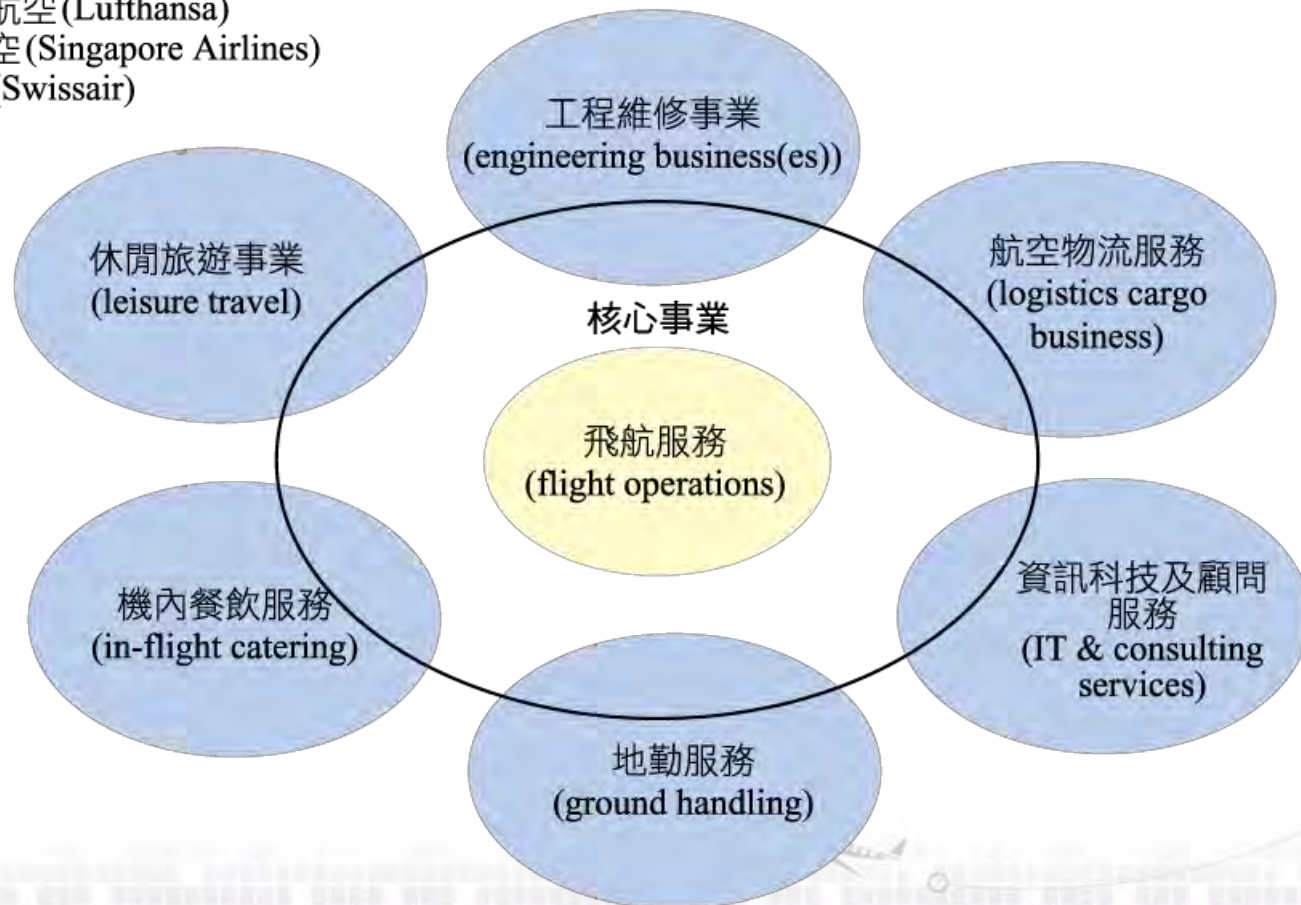 航空(Lufthansa)
空(Singapore Airlines)
(Swissair)
工程維修事業
(engineering business(es))
休閒旅遊事業
(leisure travel)
航空物流服務
(logistics cargo
business)
核心事業
飛航服務
(flight operations)
機內餐飲服務
(in-flight catering)
資訊科技及顧問
服務
(IT & consulting
services)
地勤服務
(ground handling)